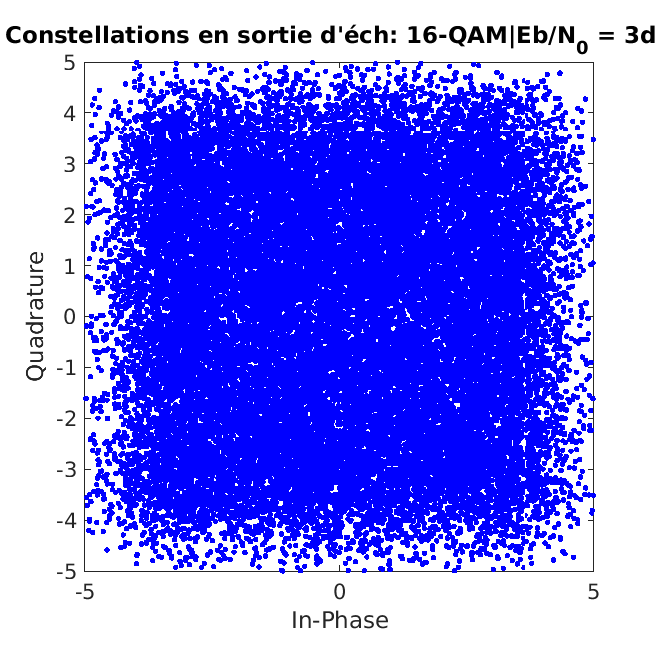 Constellations en sortie d'éch: 16-QAM|Eb/N₀ = 3d
5
4
3
2
1
0
-1
-2
-3
-4
-5
Quadrature
-5 0 5
In-Phase